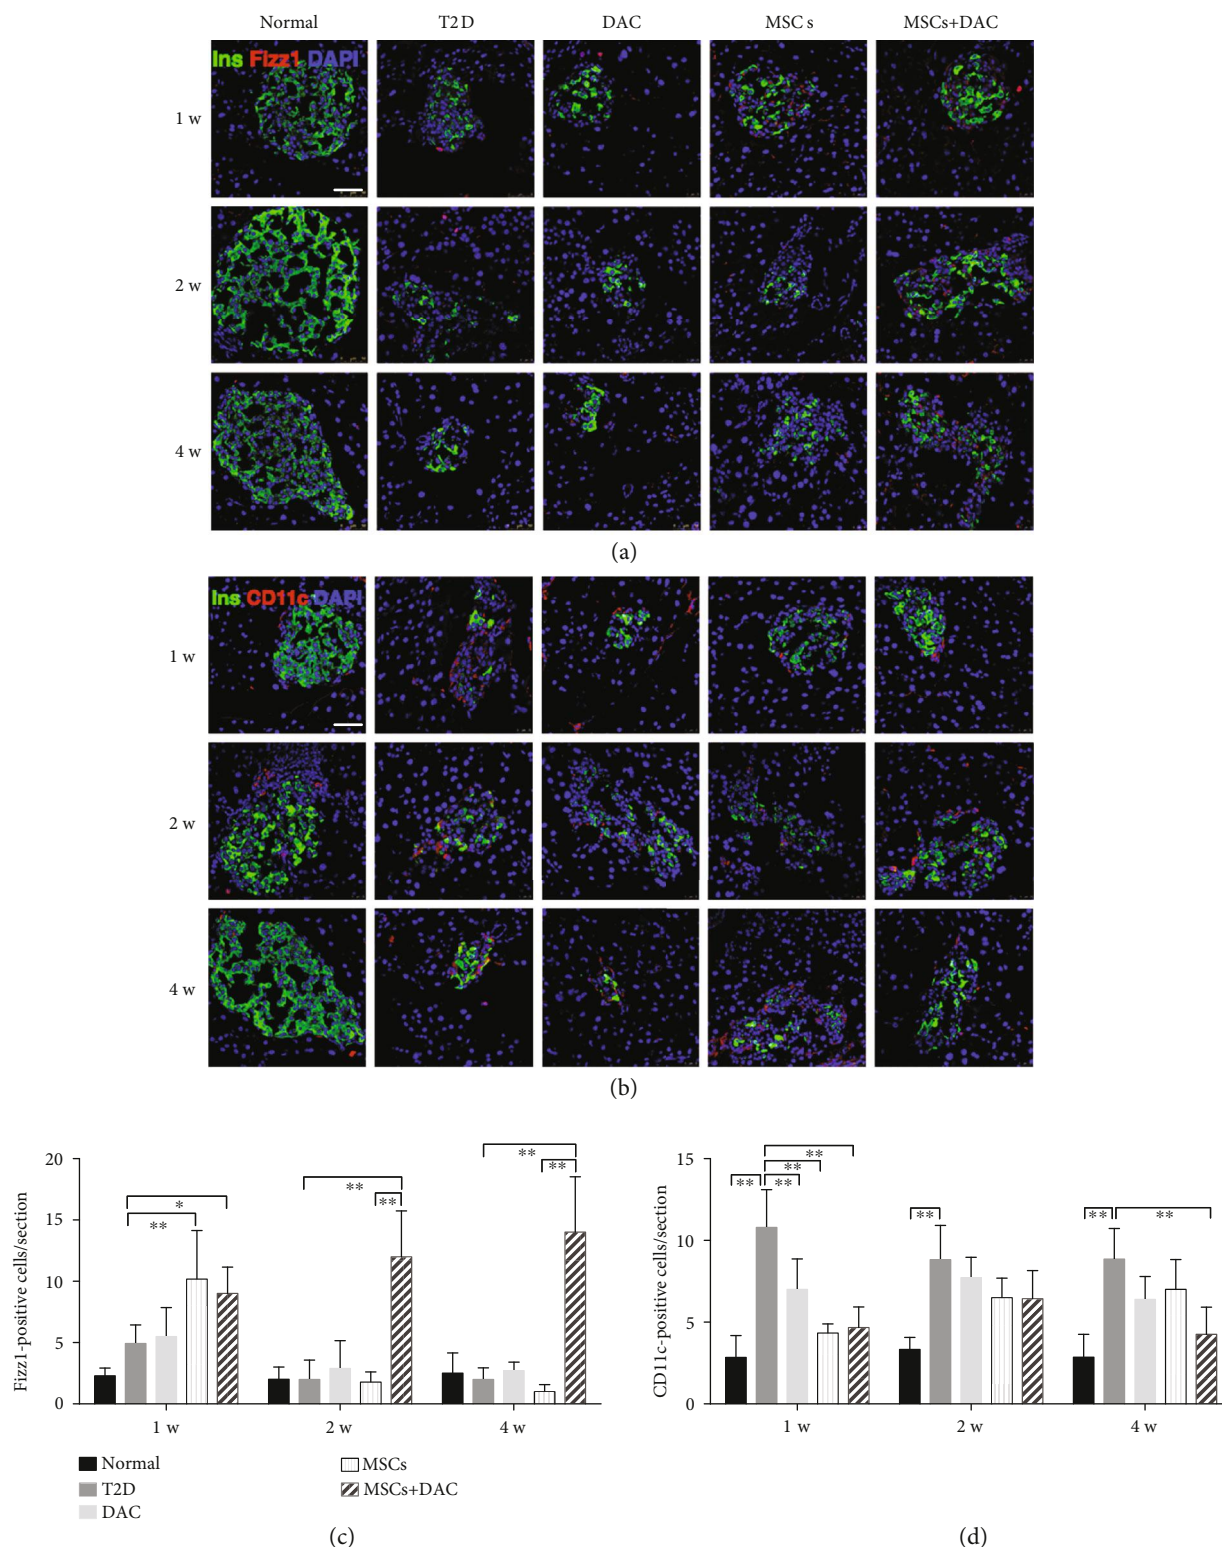 Normal T2D DAC MSC s MSCs+DAC
Ins Fizz1 DAPI
1 w
2 w
4 w
(a)
Ins CD11c DAPI
1 w
2 w
4 w
(b)
Fizz1-positive cells/section
20
15
10
5
0
** *
** **
** **
1 w 2 w 4 w
Normal
T2D
DAC
MSCs
MSCs+DAC
(c)
CD11c-positive cells/section
15
10
5
0
** ** ** **
**
** **
1 w 2 w 4 w
(d)